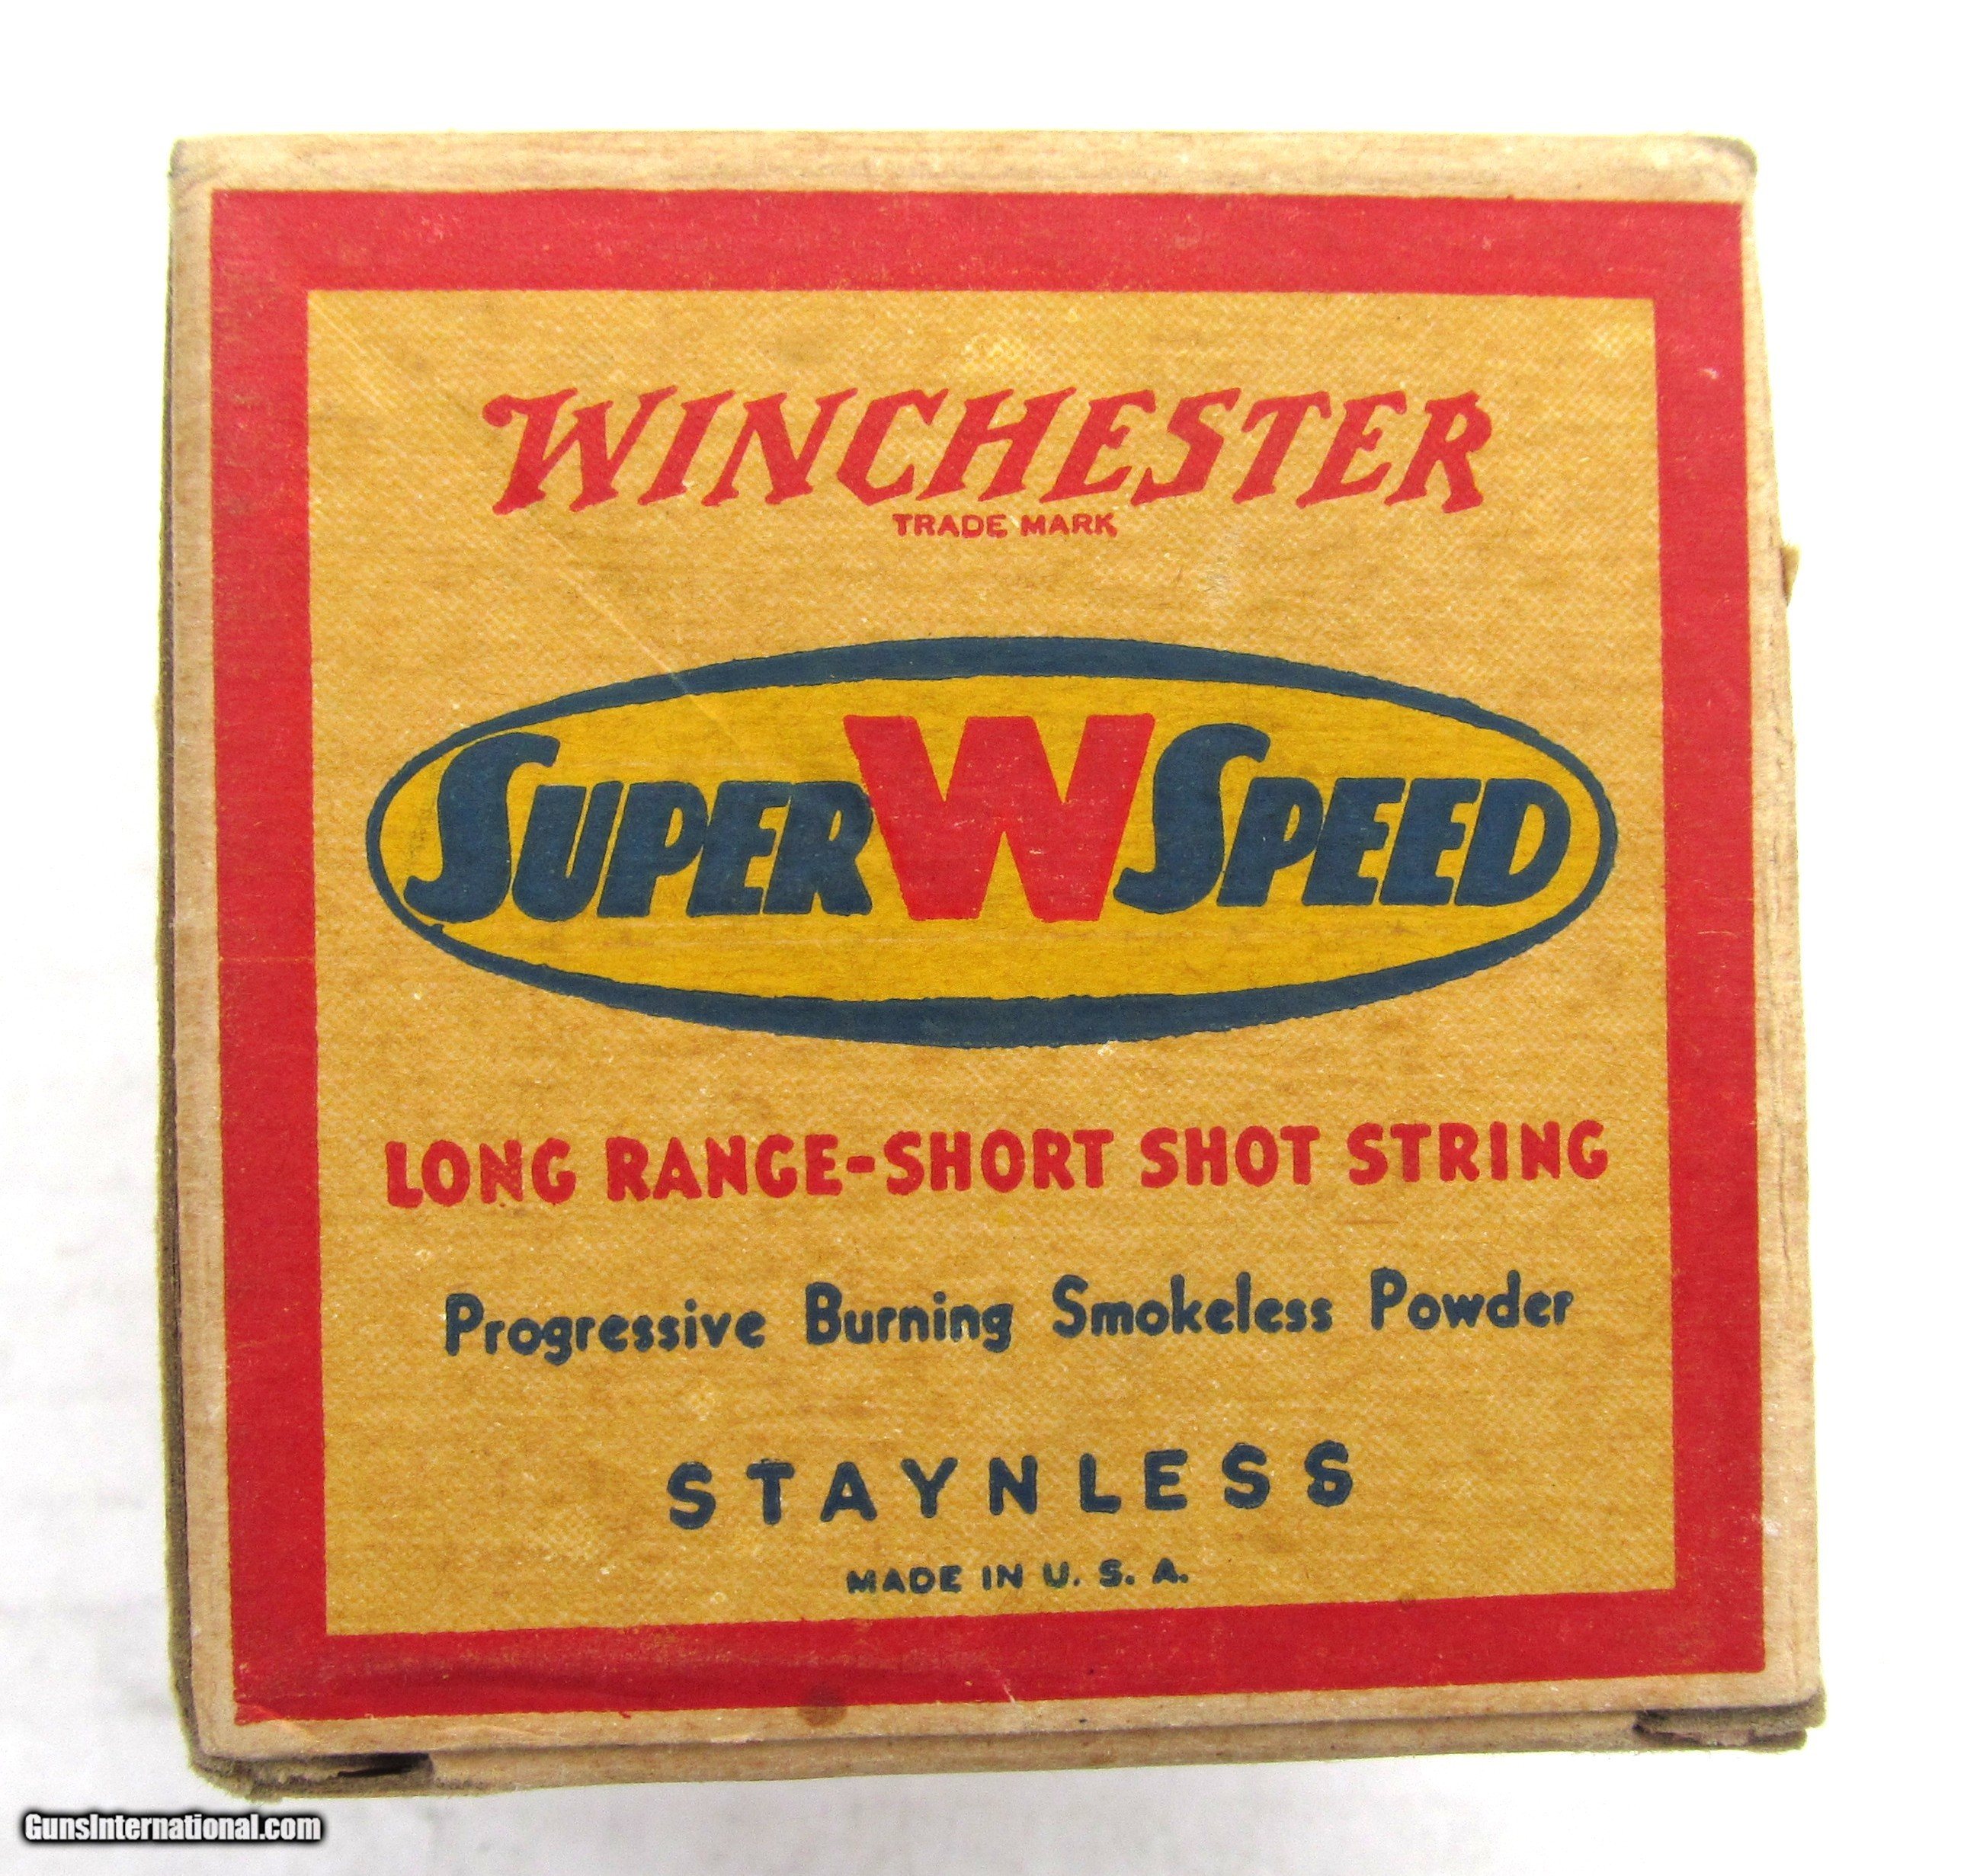 WINCHESTER
TRADE MARK
SUPER W SPEED
LONG RANGE-SHORT SHOT STRING
Progressive Burning Smokeless Powder
STAYNLESS
MADE IN U. S. A.
GunsInternational.com